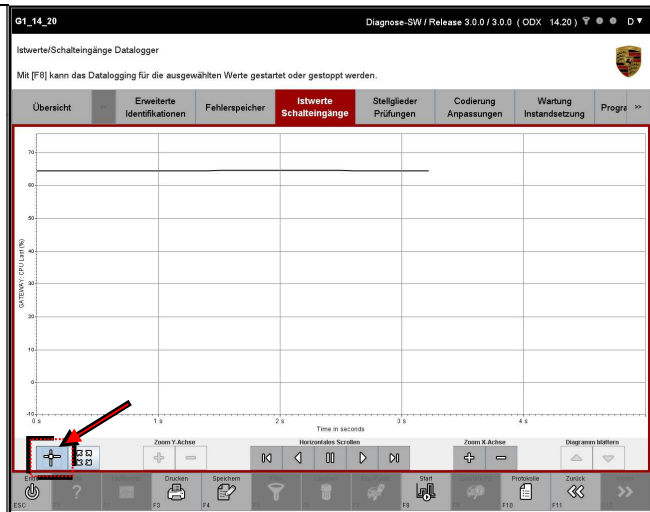 G1_14_20
Diagnose-SW / Release 3.0.0 / 3.0.0 ( ODX 14.20 ) D
Istwerte/Schalteingänge Datalogger
Mit [F8] kann das Datalogging für die ausgewählten Werte gestartet oder gestoppt werden.
Übersicht
Erweiterte
Identifikationen
Fehlerspeicher
Istwerte
Schalteingänge
Stellglieder
Prüfungen
Codierung
Anpassungen
Wartung
Instandsetzung
Progra »
GATEWAY: CPU Last (%)
70
60
50
40
30
20
10
0
-10
0 s 1 s 2 s 3 s 4 s
Time in seconds
Zoom Y-Achse
Horizontales Scrollen
Zoom X-Achse
Diagramm blättern
ESC
F1
F3 Drucken
F4 Speichern
F8 Start
F10 Protokolle
F11 Zurück